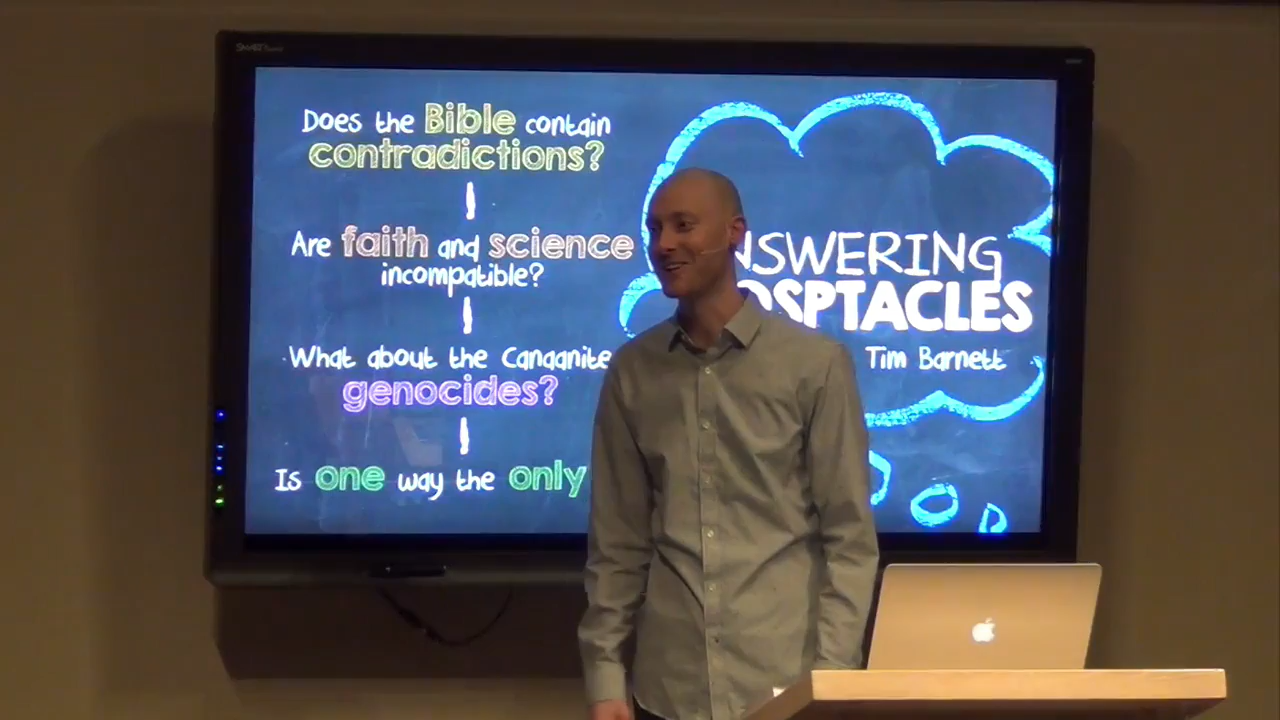 SMART
Does the Bible contain
contradictions?
Are faith and science
incompatible?
What about the Canaanite
genocides?
Is one way the only
NSWERING
OSPTACLES
Tim Barnett